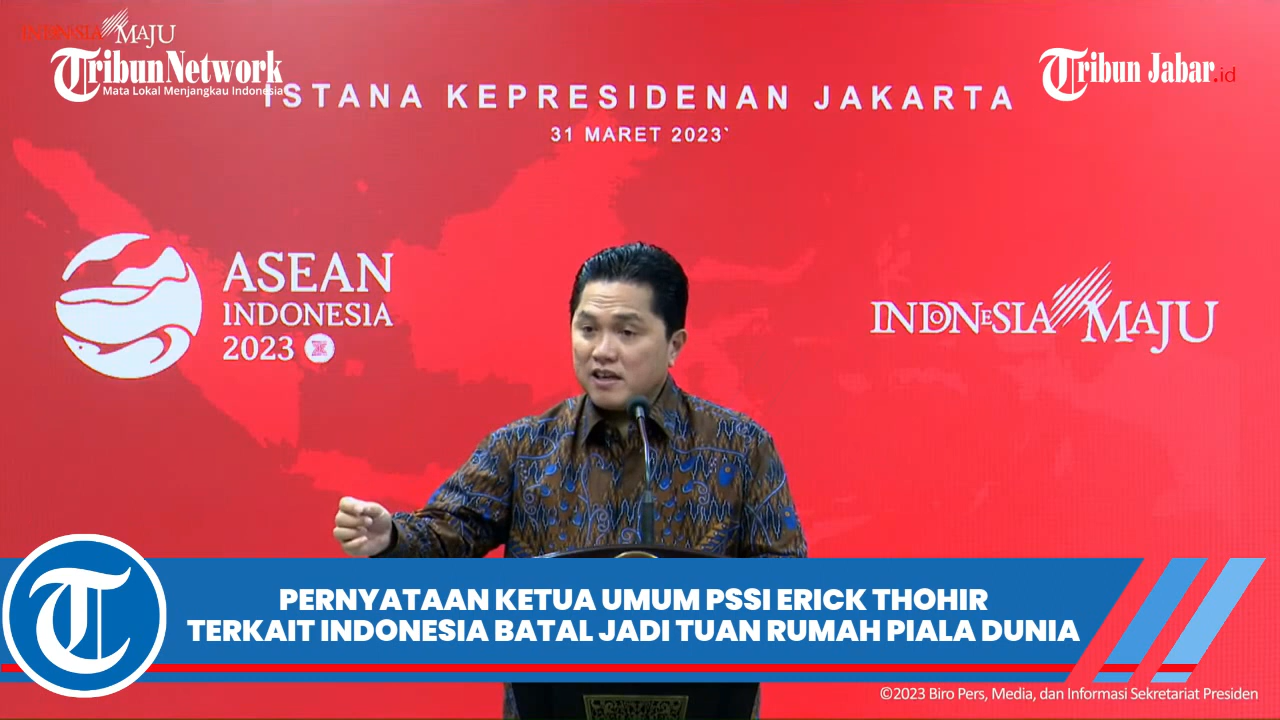 INDONESIA MAJU
TribunNetwork
Mata Lokal Menjangkau Indonesia
Tribun Jabar.id
ISTANA KEPRESIDENAN JAKARTA
31 MARET 2023`
ASEAN
INDONESIA
2023
INDONESIA MAJU
T
PERNYATAAN KETUA UMUM PSSI ERICK THOHIR
TERKAIT INDONESIA BATAL JADI TUAN RUMAH PIALA DUNIA
©2023 Biro Pers, Media, dan Informasi Sekretariat Presiden